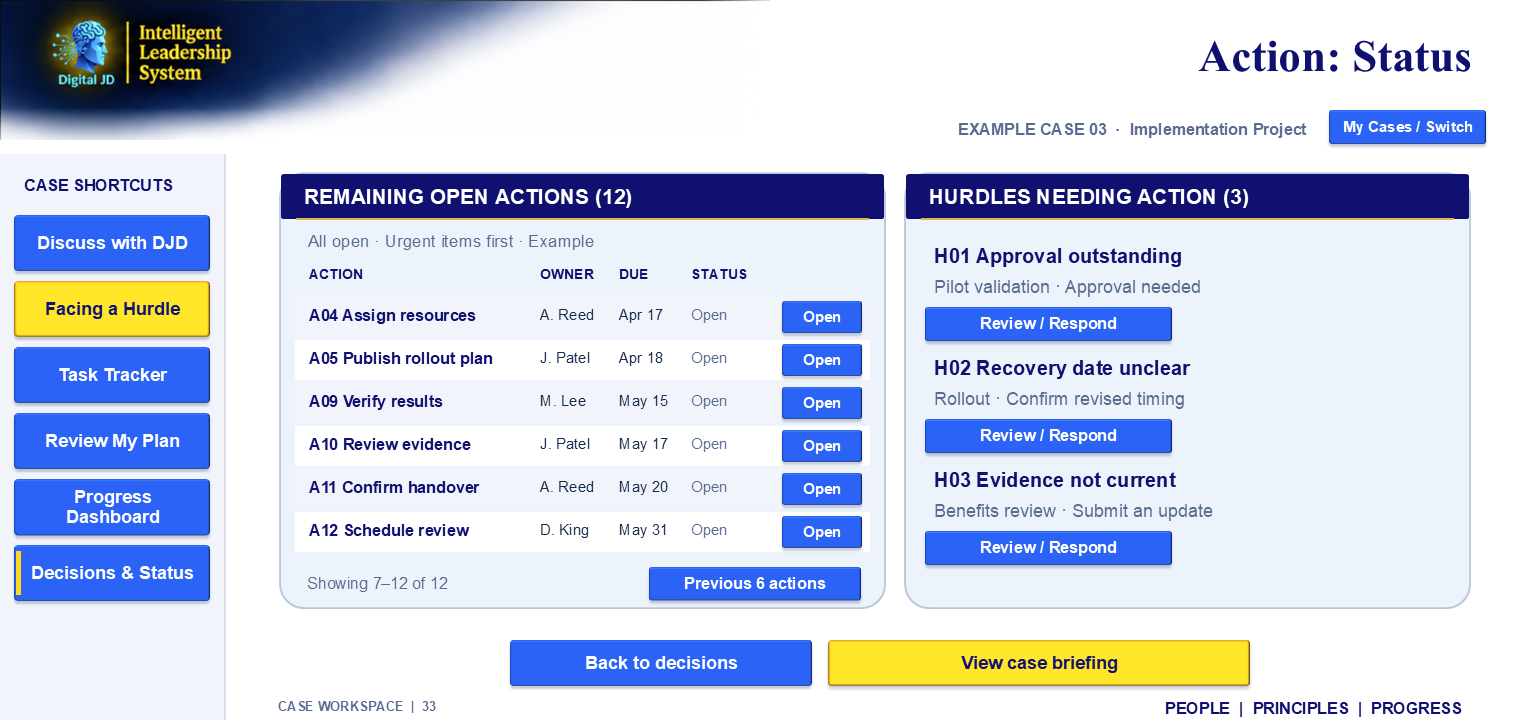 Digital JD
Intelligent
Leadership
System
Action: Status
EXAMPLE CASE 03 · Implementation Project
My Cases / Switch
CASE SHORTCUTS
Discuss with DJD
Facing a Hurdle
Task Tracker
Review My Plan
Progress
Dashboard
Decisions & Status
REMAINING OPEN ACTIONS (12)
All open · Urgent items first · Example
ACTION OWNER DUE STATUS
A04 Assign resources A. Reed Apr 17 Open Open
A05 Publish rollout plan J. Patel Apr 18 Open Open
A09 Verify results M. Lee May 15 Open Open
A10 Review evidence J. Patel May 17 Open Open
A11 Confirm handover A. Reed May 20 Open Open
A12 Schedule review D. King May 31 Open Open
Showing 7–12 of 12
Previous 6 actions
HURDLES NEEDING ACTION (3)
H01 Approval outstanding
Pilot validation · Approval needed
Review / Respond
H02 Recovery date unclear
Rollout · Confirm revised timing
Review / Respond
H03 Evidence not current
Benefits review · Submit an update
Review / Respond
Back to decisions
View case briefing
CASE WORKSPACE | 33
PEOPLE | PRINCIPLES | PROGRESS